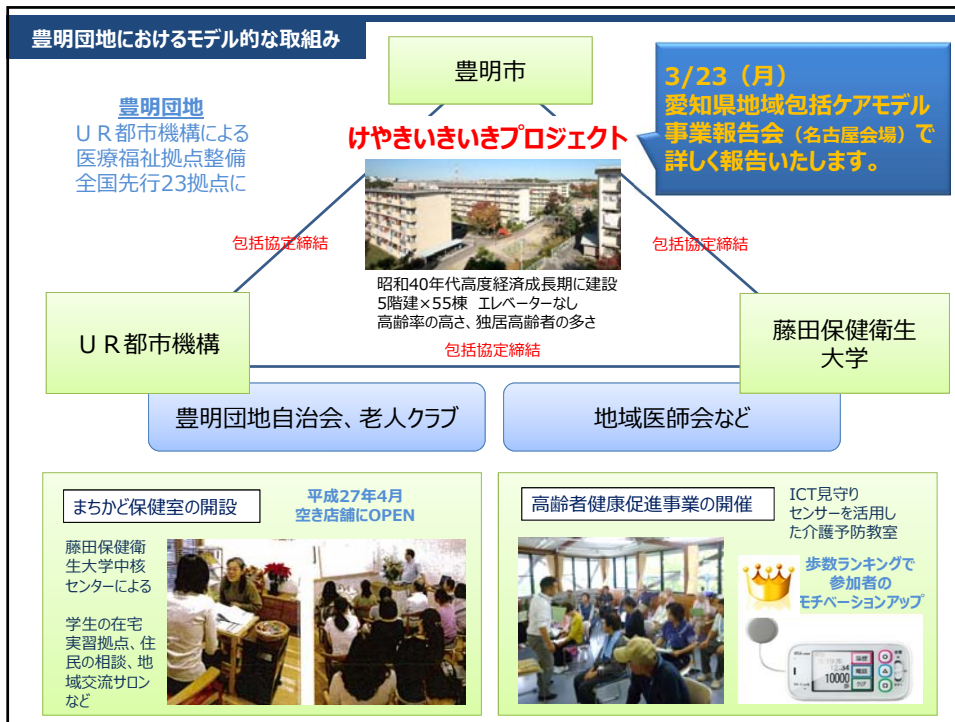 豊明団地におけるモデル的な取組み
豊明市
3/23（月）
愛知県地域包括ケアモデル
事業報告会（名古屋会場）で
詳しく報告いたします。
豊明団地
ＵＲ都市機構による
医療福祉拠点整備
全国先行23拠点に
けやきいきいきプロジェクト
包括協定締結
包括協定締結
昭和40年代高度経済成長期に建設
5階建×55棟 エレベーターなし
高齢率の高さ、独居高齢者の多さ
ＵＲ都市機構
包括協定締結
藤田保健衛生
大学
豊明団地自治会、老人クラブ
地域医師会など
まちかど保健室の開設
平成27年4月
空き店舗にOPEN
藤田保健衛
生大学中核
センターによる
学生の在宅
実習拠点、住
民の相談、地
域交流サロン
など
高齢者健康促進事業の開催
ICT見守り
センサーを活用し
た介護予防教室
歩数ランキングで
参加者の
モチベーションアップ
12:34
10000